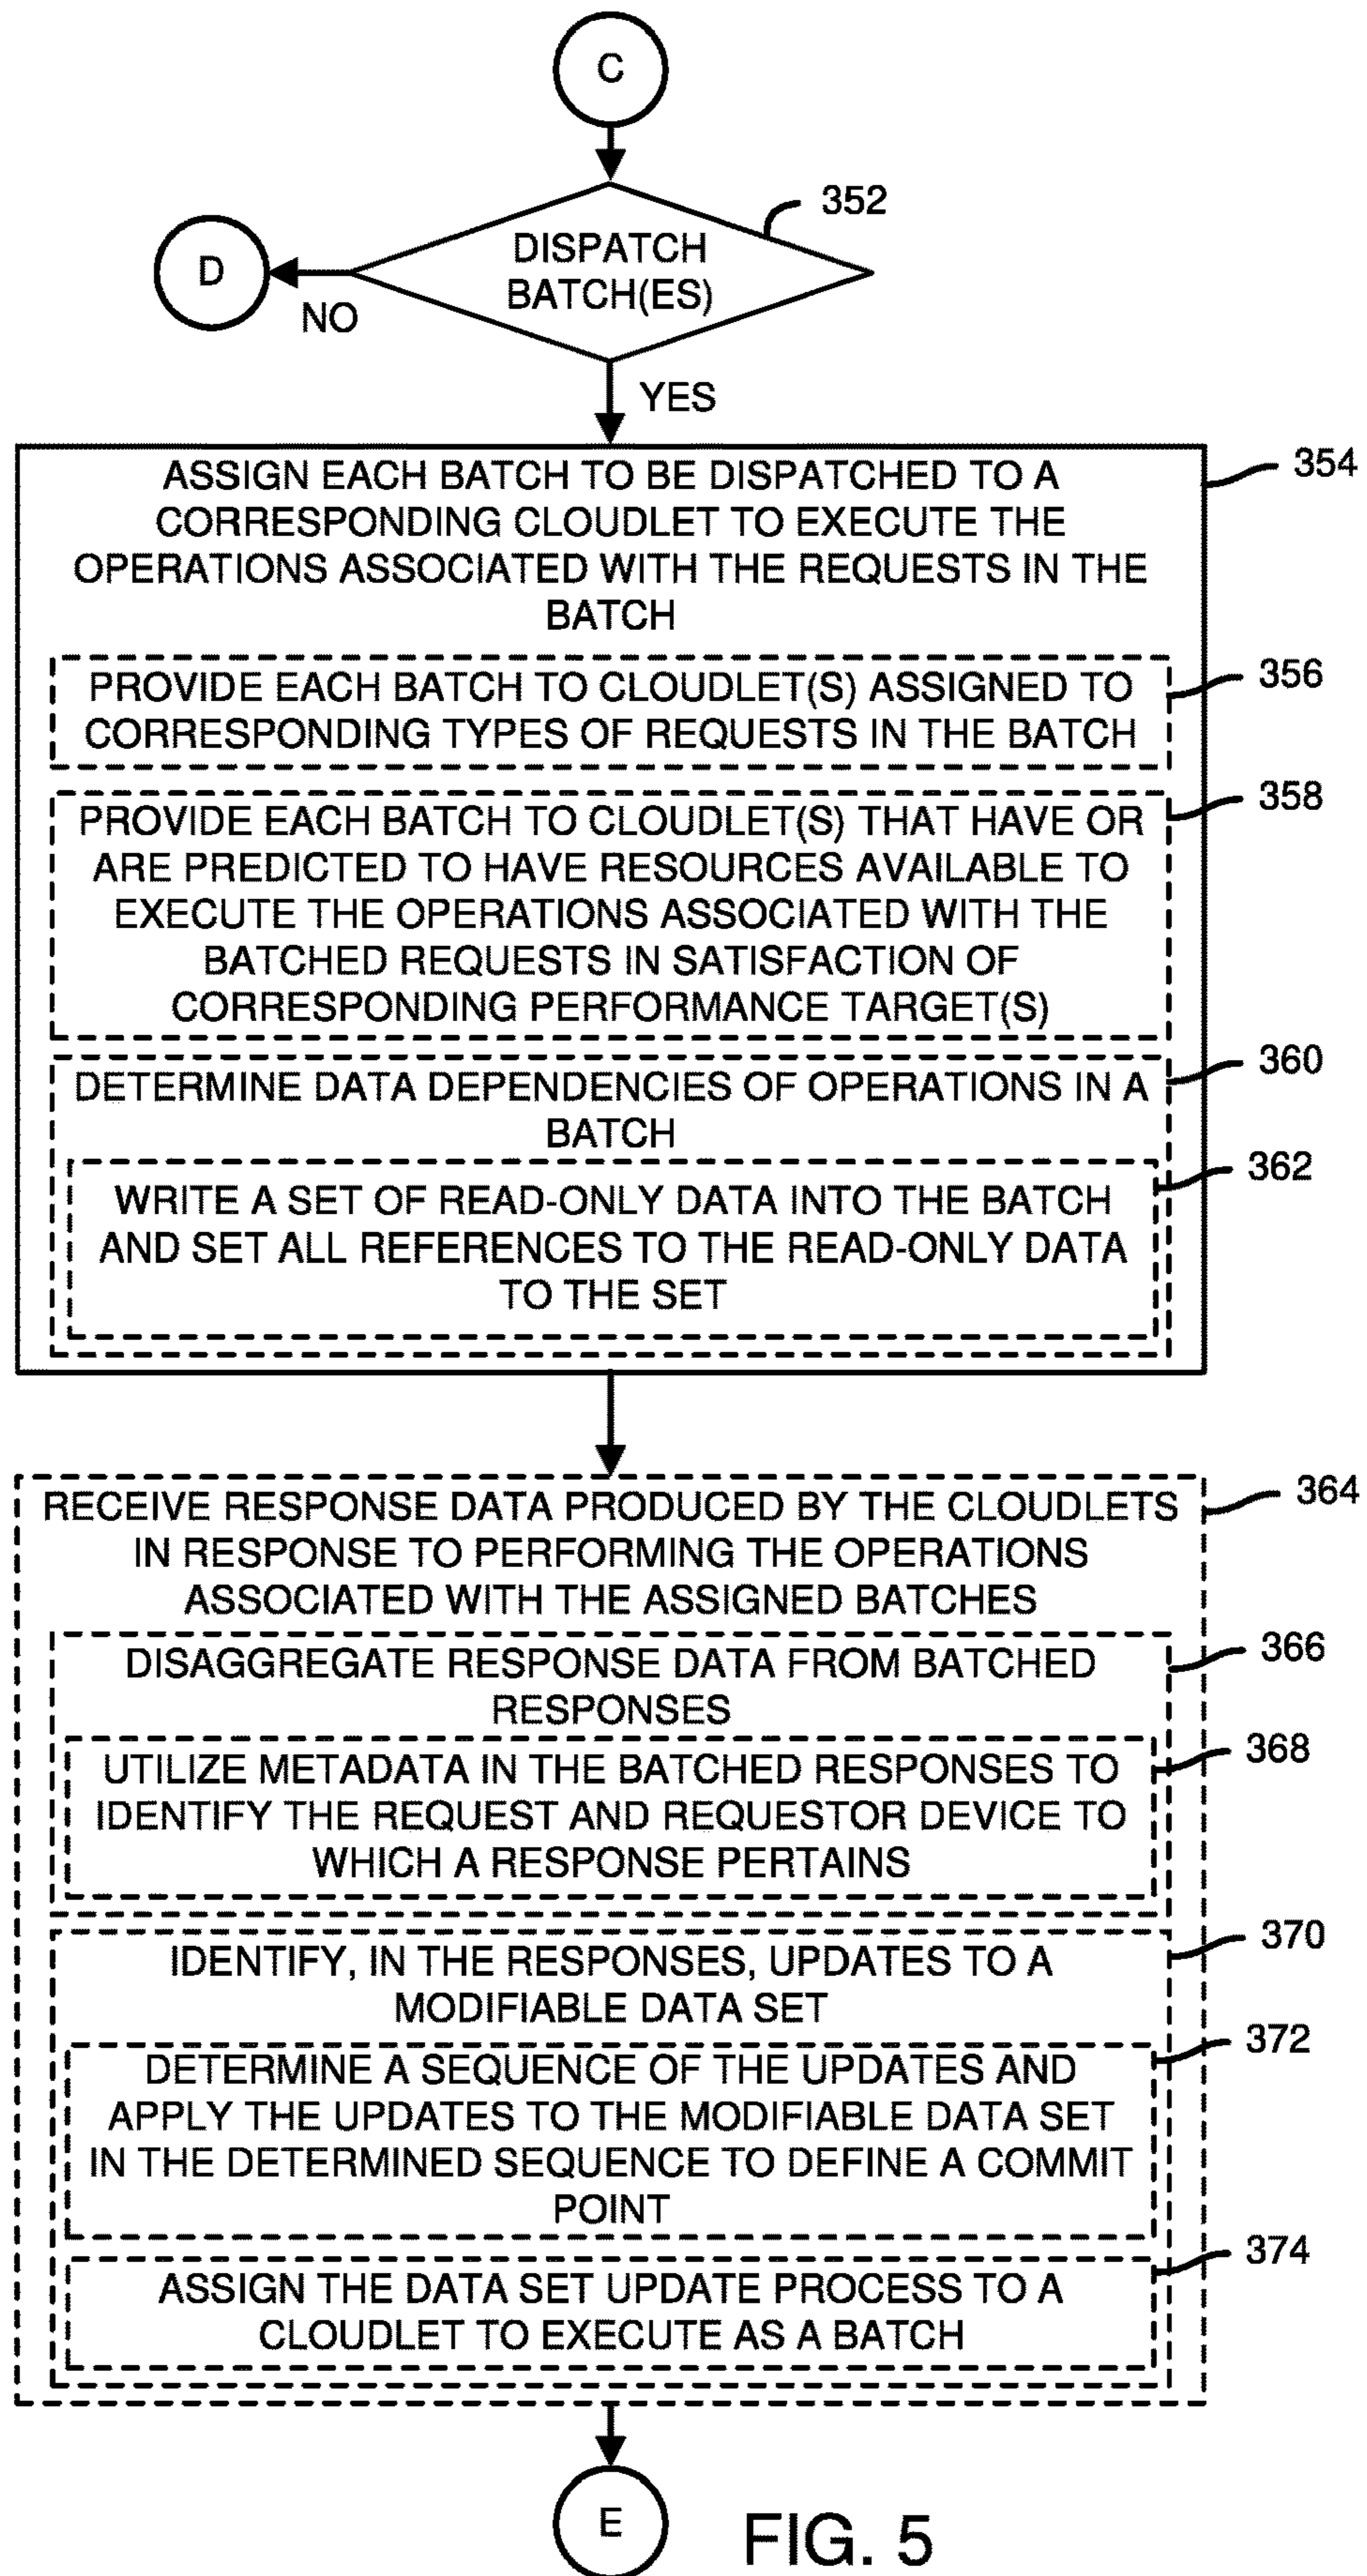 C
352
DISPATCH
BATCH(ES)
D
NO
YES
354
ASSIGN EACH BATCH TO BE DISPATCHED TO A
CORRESPONDING CLOUDLET TO EXECUTE THE
OPERATIONS ASSOCIATED WITH THE REQUESTS IN THE
BATCH
356
PROVIDE EACH BATCH TO CLOUDLET(S) ASSIGNED TO
CORRESPONDING TYPES OF REQUESTS IN THE BATCH
358
PROVIDE EACH BATCH TO CLOUDLET(S) THAT HAVE OR
ARE PREDICTED TO HAVE RESOURCES AVAILABLE TO
EXECUTE THE OPERATIONS ASSOCIATED WITH THE
BATCHED REQUESTS IN SATISFACTION OF
CORRESPONDING PERFORMANCE TARGET(S)
360
DETERMINE DATA DEPENDENCIES OF OPERATIONS IN A
BATCH
362
WRITE A SET OF READ-ONLY DATA INTO THE BATCH
AND SET ALL REFERENCES TO THE READ-ONLY DATA
TO THE SET
364
RECEIVE RESPONSE DATA PRODUCED BY THE CLOUDLETS
IN RESPONSE TO PERFORMING THE OPERATIONS
ASSOCIATED WITH THE ASSIGNED BATCHES
366
DISAGGREGATE RESPONSE DATA FROM BATCHED
RESPONSES
368
UTILIZE METADATA IN THE BATCHED RESPONSES TO
IDENTIFY THE REQUEST AND REQUESTOR DEVICE TO
WHICH A RESPONSE PERTAINS
370
IDENTIFY, IN THE RESPONSES, UPDATES TO A
MODIFIABLE DATA SET
372
DETERMINE A SEQUENCE OF THE UPDATES AND
APPLY THE UPDATES TO THE MODIFIABLE DATA SET
IN THE DETERMINED SEQUENCE TO DEFINE A COMMIT
POINT
374
ASSIGN THE DATA SET UPDATE PROCESS TO A
CLOUDLET TO EXECUTE AS A BATCH
E
FIG. 5